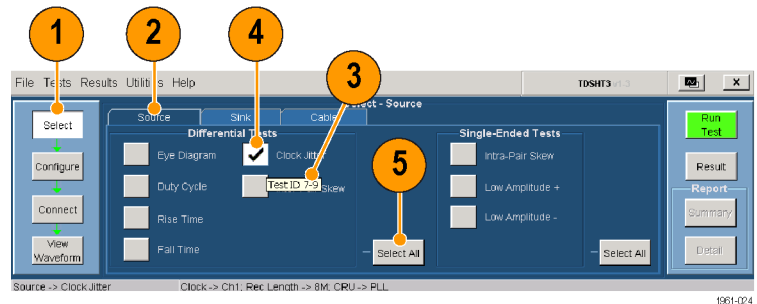 1
2
4
3
File Tests Results Utilities Help
TDSHT3 v1.3
X
Select - Source
Source
Sink
Cable
Select
Configure
Connect
View
Waveform
Differential Tests
Eye Diagram
Clock Jitter
Duty Cycle
Test ID 7-9
Skew
Rise Time
Fall Time
5
Select All
Single-Ended Tests
Intra-Pair Skew
Low Amplitude +
Low Amplitude -
Select All
Run
Test
Result
Report
Summary
Detail
Source -> Clock Jitter
Clock -> Ch1; Rec Length -> 8M; CRU -> PLL
1961-024